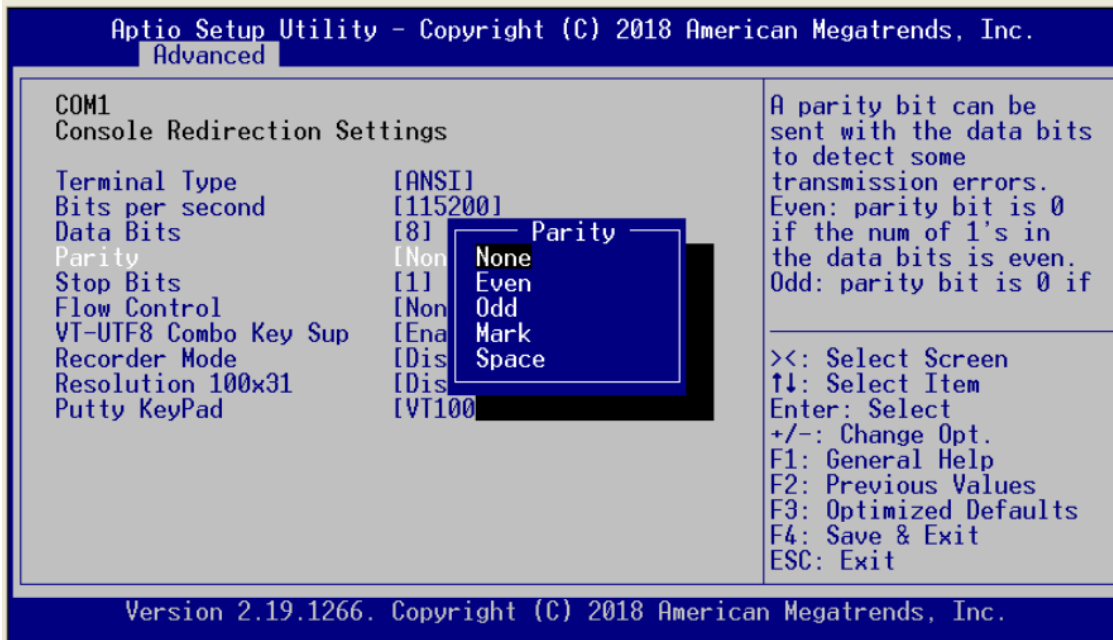 Aptio Setup Utility – Copyright (C) 2018 American Megatrends, Inc.
Advanced
COM1
Console Redirection Settings
Terminal Type [ANSI]
Bits per second [115200]
Data Bits [8]
Parity [Non
Stop Bits [1]
Flow Control [Non
VT-UTF8 Combo Key Sup [Ena
Recorder Mode [Dis
Resolution 100x31 [Dis
Putty KeyPad [VT100
Parity
None
Even
Odd
Mark
Space
A parity bit can be
sent with the data bits
to detect some
transmission errors.
Even: parity bit is 0
if the num of 1's in
the data bits is even.
Odd: parity bit is 0 if
><: Select Screen
↑↓: Select Item
Enter: Select
+/-: Change Opt.
F1: General Help
F2: Previous Values
F3: Optimized Defaults
F4: Save & Exit
ESC: Exit
Version 2.19.1266. Copyright (C) 2018 American Megatrends, Inc.